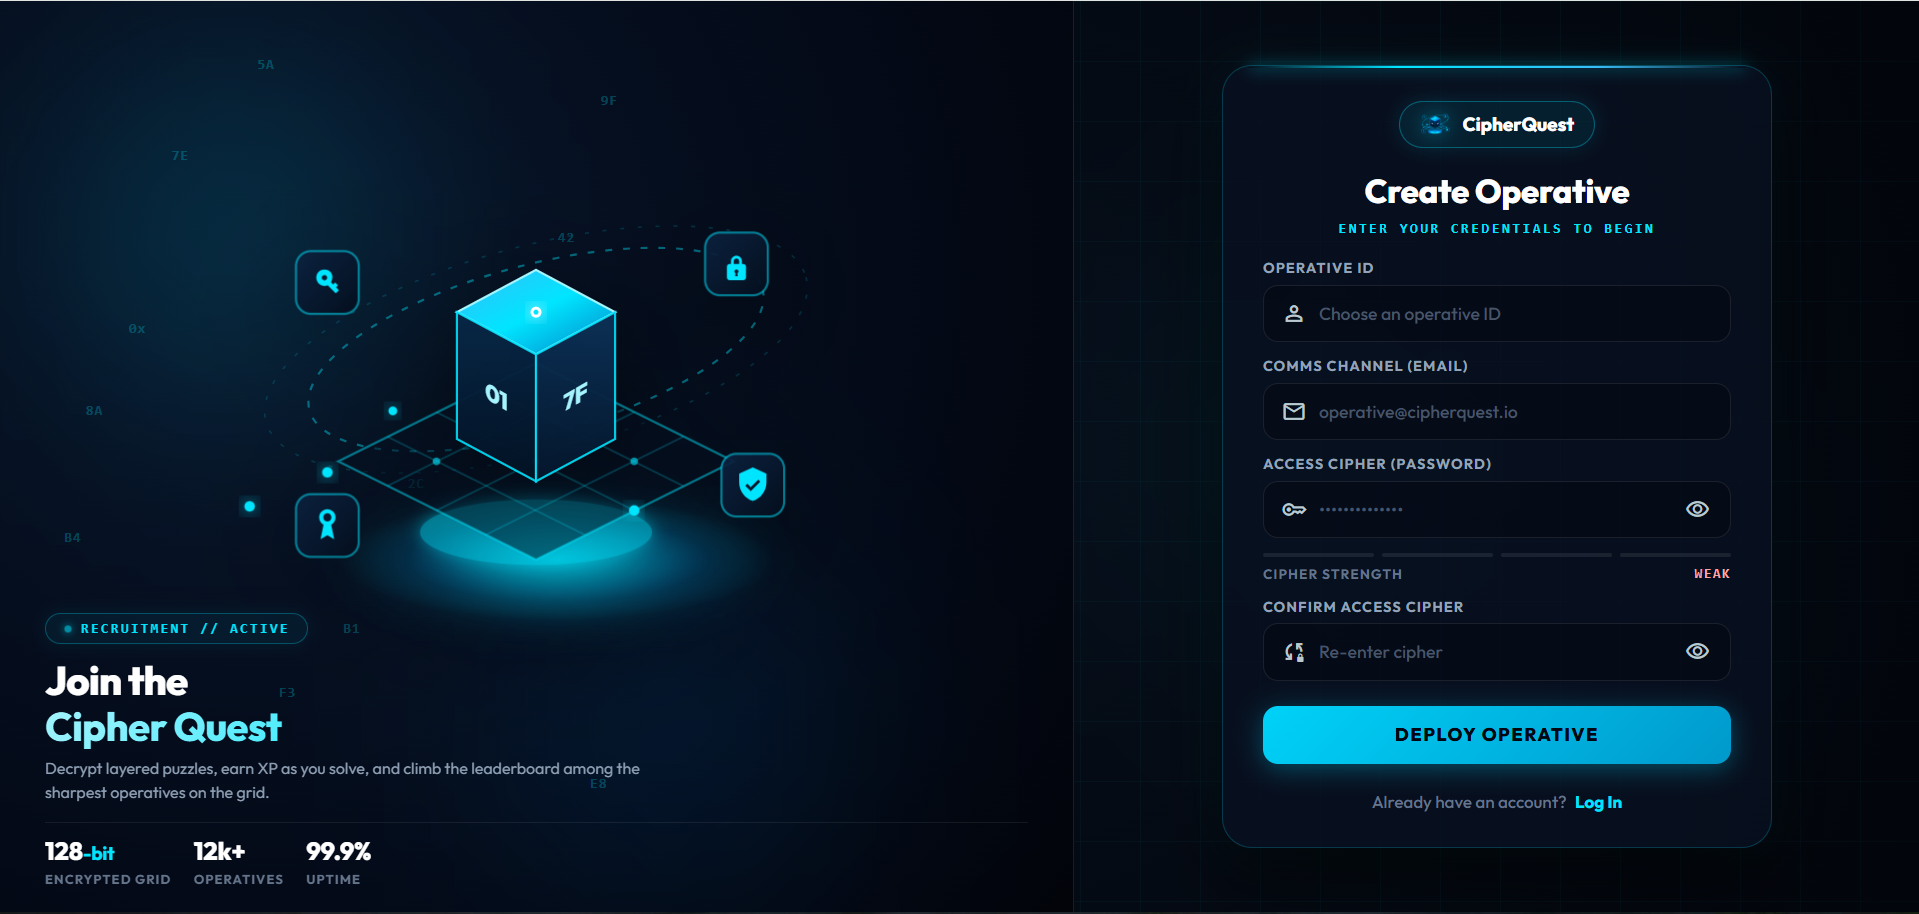 5A
9F
7E
42
0x
01
7F
8A
2C
B4
RECRUITMENT // ACTIVE
B1
Join the
F3
Cipher Quest
Decrypt layered puzzles, earn XP as you solve, and climb the leaderboard among the
E8
sharpest operatives on the grid.
128-bit
ENCRYPTED GRID
12k+
OPERATIVES
99.9%
UPTIME
CipherQuest
Create Operative
ENTER YOUR CREDENTIALS TO BEGIN
OPERATIVE ID
Choose an operative ID
COMMS CHANNEL (EMAIL)
operative@cipherquest.io
ACCESS CIPHER (PASSWORD)
••••••••••••••
CIPHER STRENGTH
WEAK
CONFIRM ACCESS CIPHER
Re-enter cipher
DEPLOY OPERATIVE
Already have an account? Log In